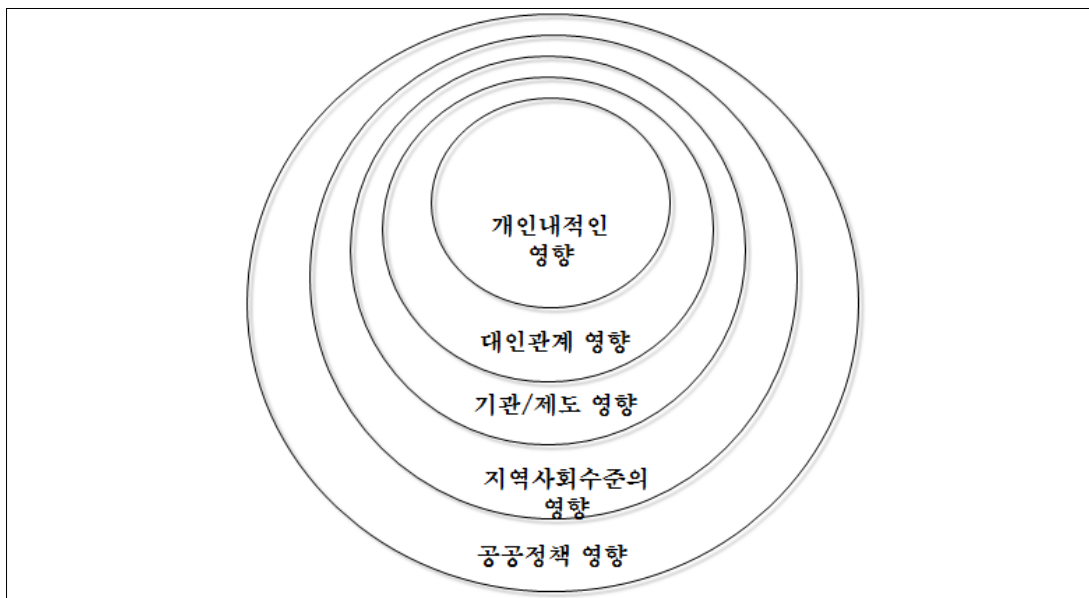 개인내적인
영향
대인관계 영향
기관/제도 영향
지역사회수준의
영향
공공정책 영향